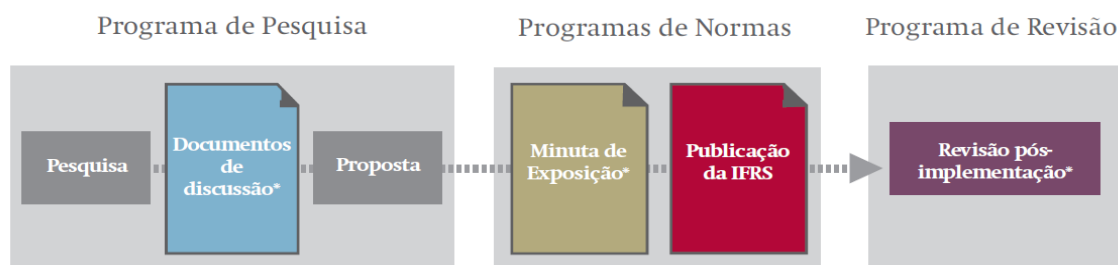 Programa de Pesquisa
Programas de Normas
Programa de Revisão
Pesquisa
Documentos
de
discussão*
Proposta
Minuta de
Exposição*
Publicação
da IFRS
Revisão pós-
implementação*